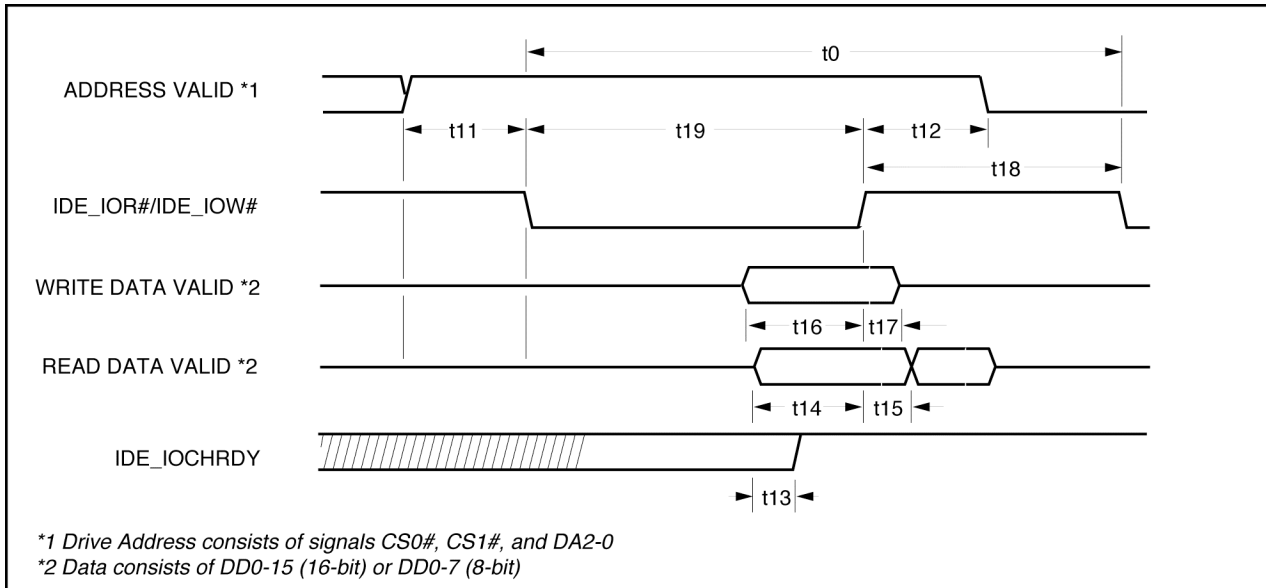 t0
ADDRESS VALID *1
t11
t19
t12
t18
IDE_IOR#/IDE_IOW#
WRITE DATA VALID *2
t16
t17
READ DATA VALID *2
t14
t15
IDE_IOCHRDY
t13
*1 Drive Address consists of signals CS0#, CS1#, and DA2-0
*2 Data consists of DD0-15 (16-bit) or DD0-7 (8-bit)